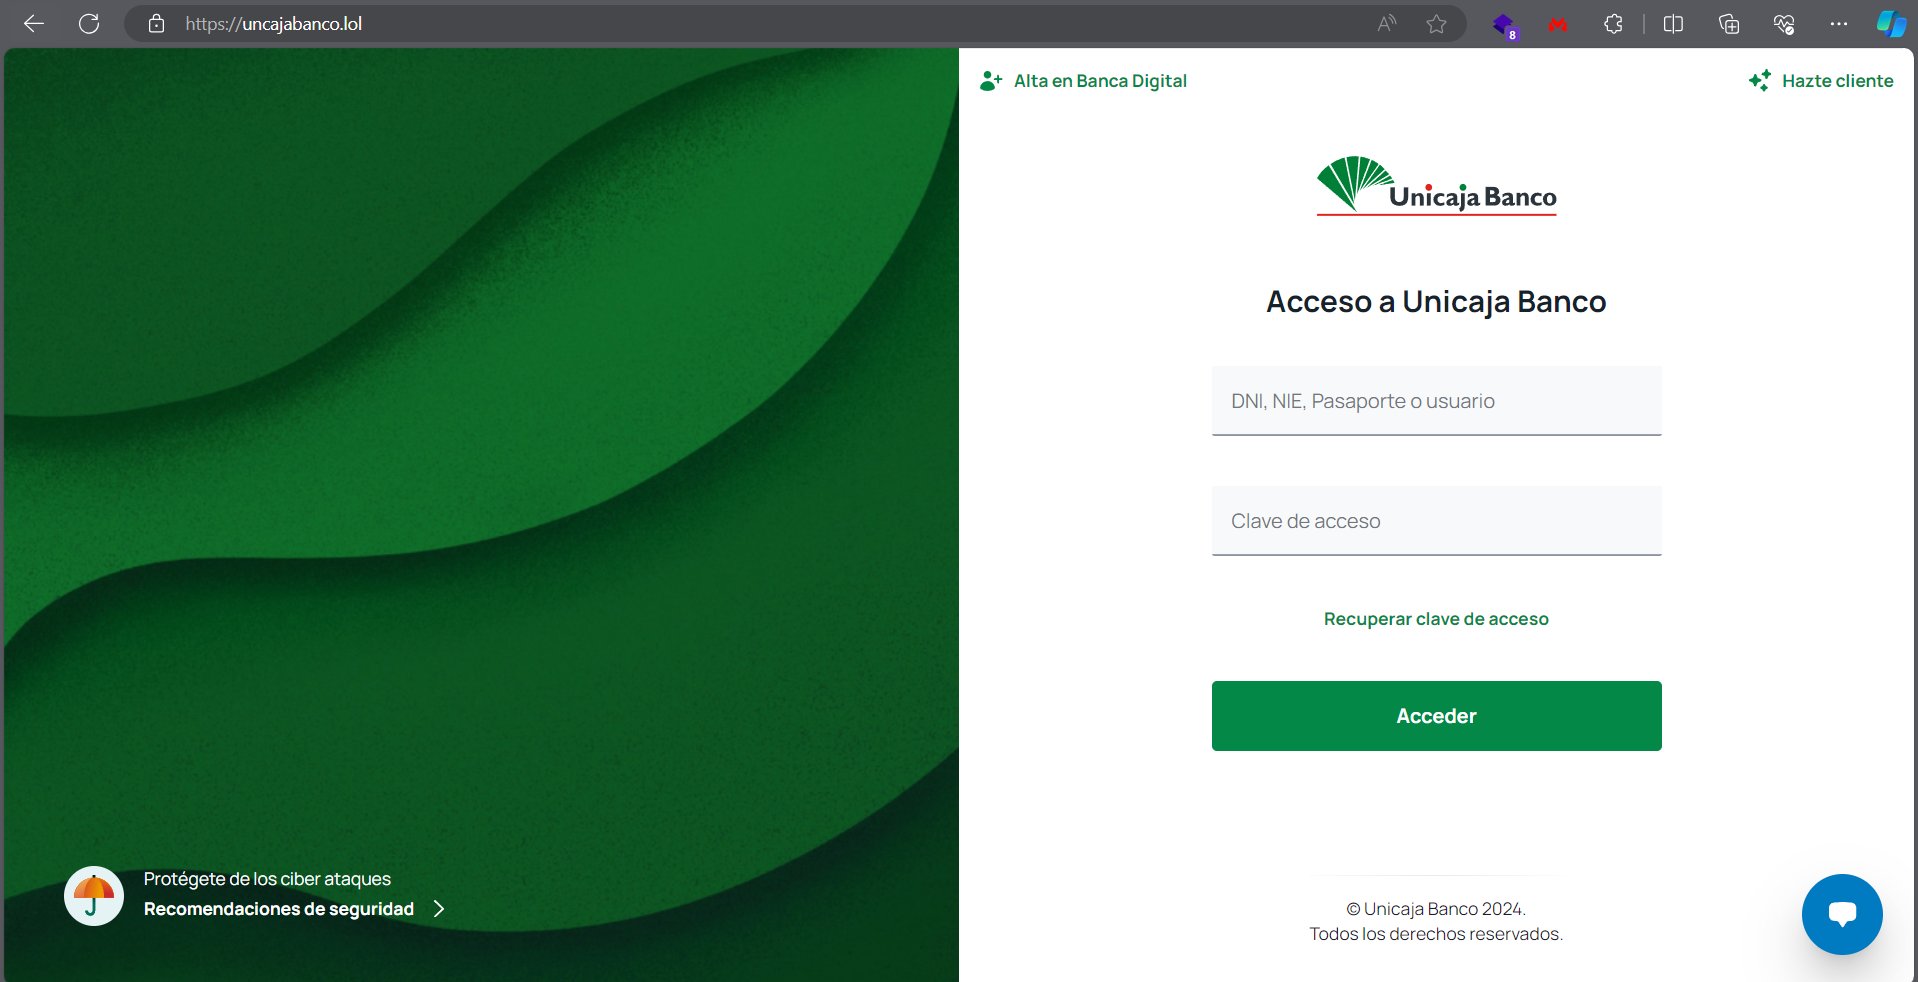 https://uncajabanco.lol
8
Alta en Banca Digital
Hazte cliente
Unicaja Banco
Acceso a Unicaja Banco
DNI, NIE, Pasaporte o usuario
Clave de acceso
Recuperar clave de acceso
Acceder
Protégete de los ciber ataques
Recomendaciones de seguridad
© Unicaja Banco 2024.
Todos los derechos reservados.